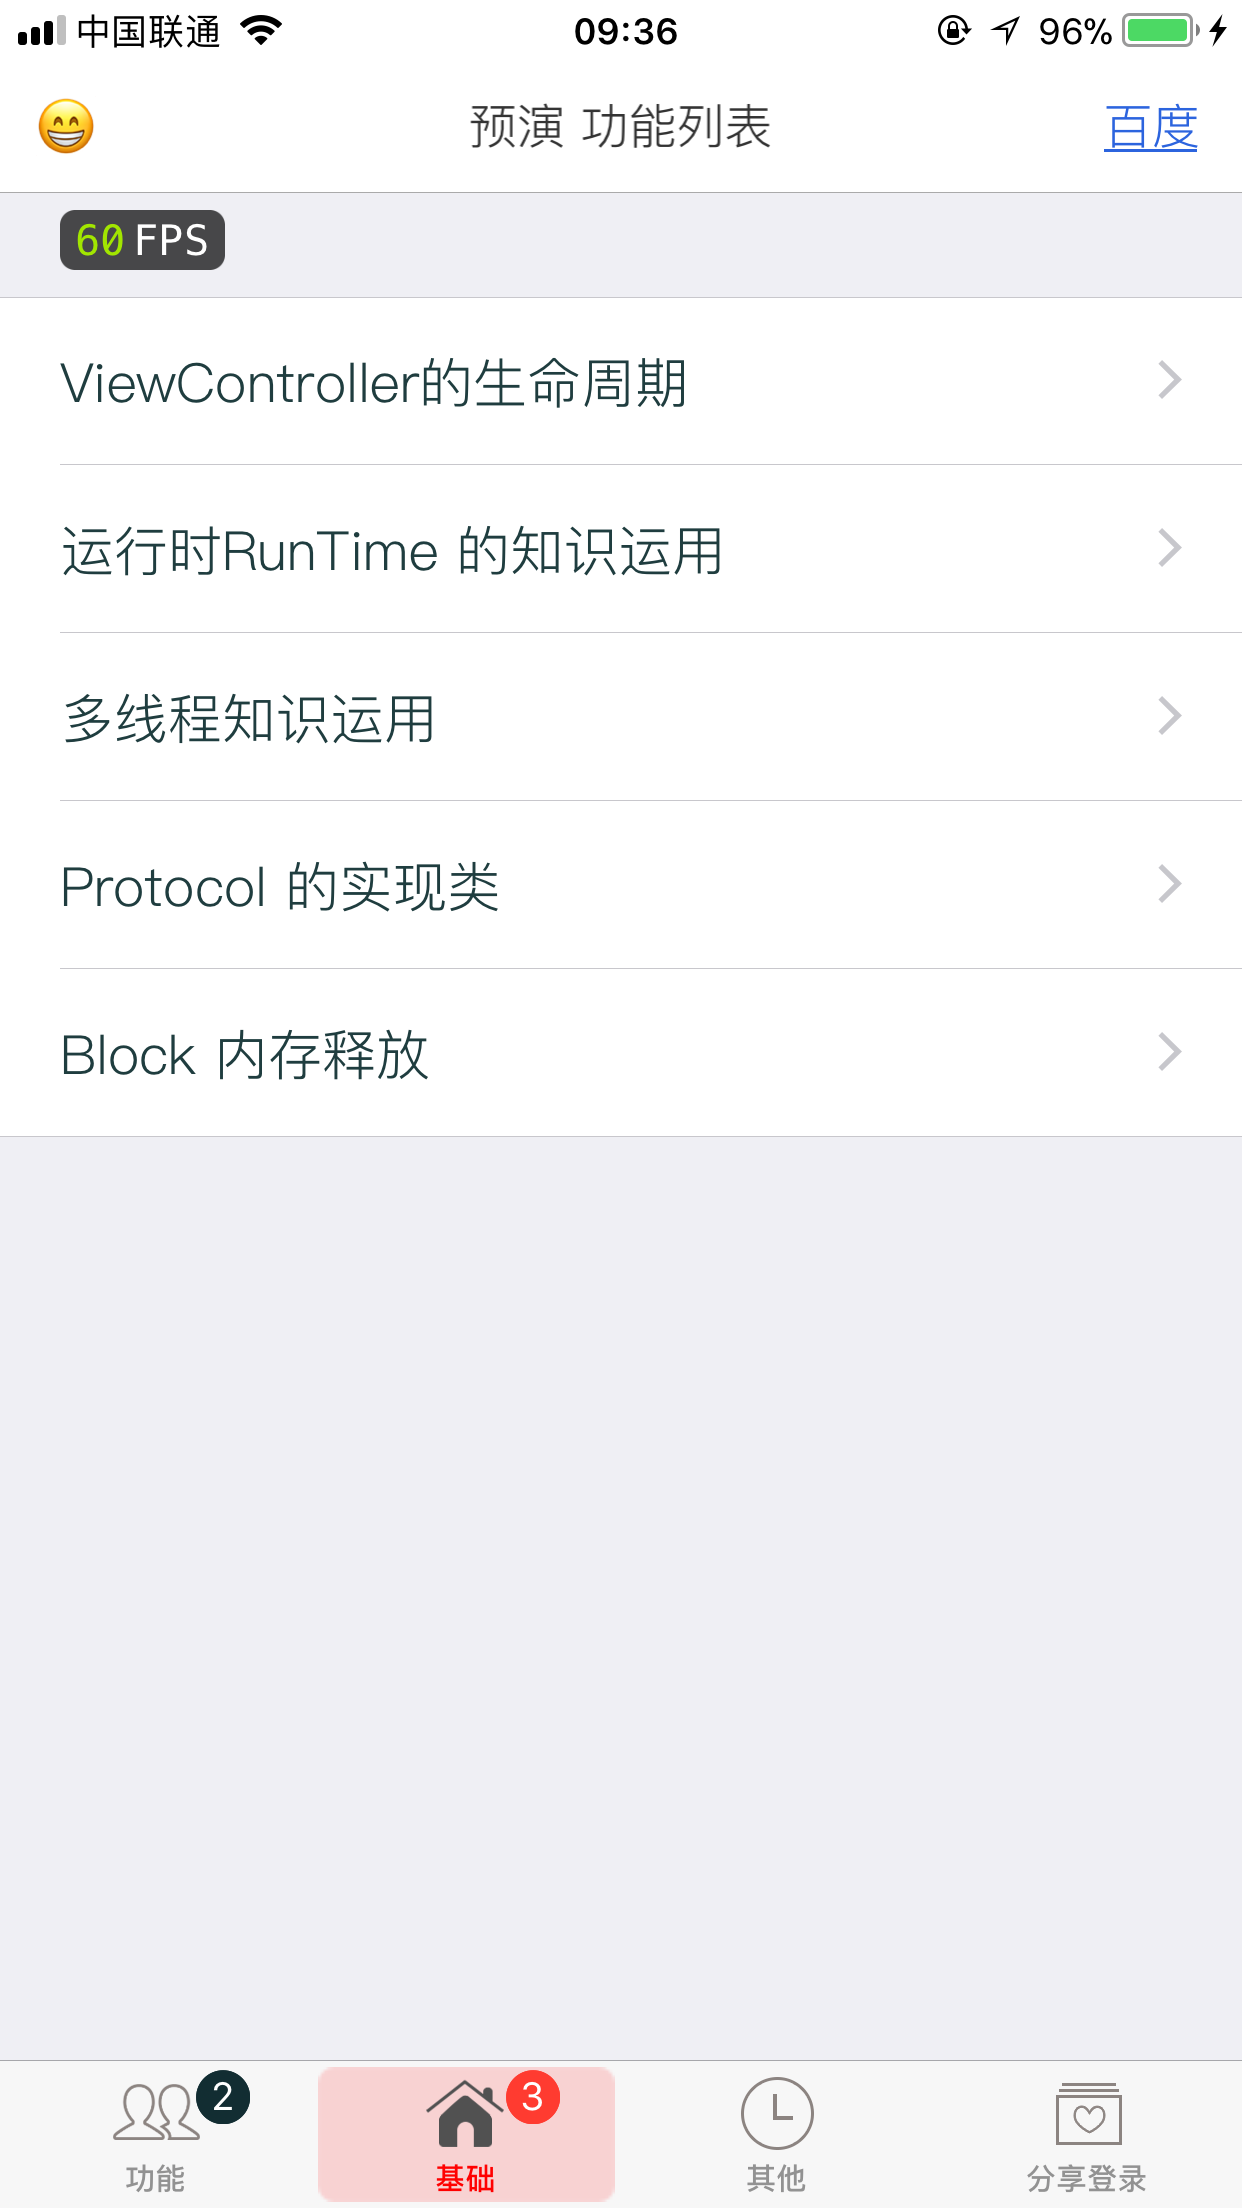 中国联通 09:36 96%
😁 预演 功能列表 百度
60 FPS
ViewController的生命周期
运行时RunTime 的知识运用
多线程知识运用
Protocol 的实现类
Block 内存释放
2 3
功能 基础 其他 分享登录